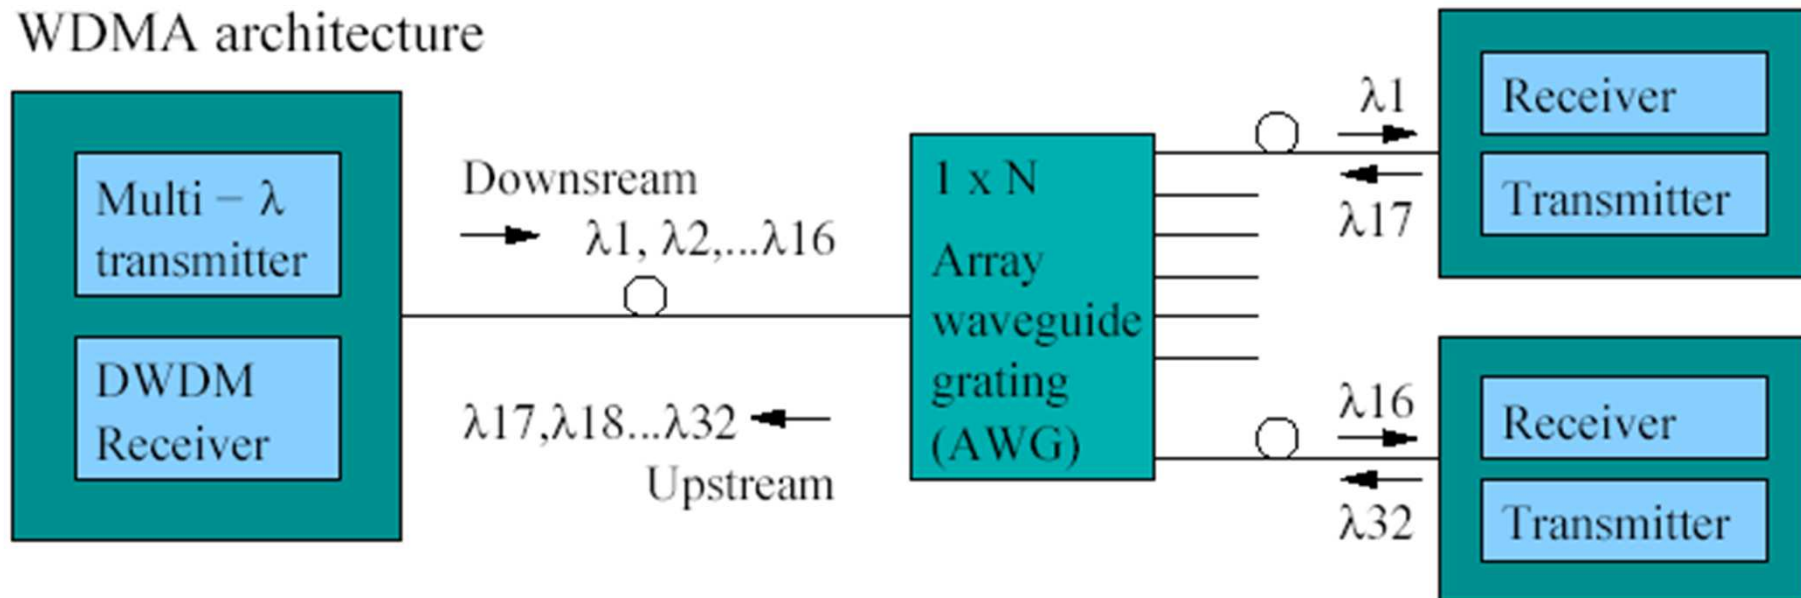 WDMA architecture
Multi – λ
transmitter
DWDM
Receiver
Downsream
λ1, λ2,...λ16
λ17,λ18...λ32
Upstream
1 x N
Array
waveguide
grating
(AWG)
λ1
λ17
Receiver
Transmitter
λ16
λ32
Receiver
Transmitter